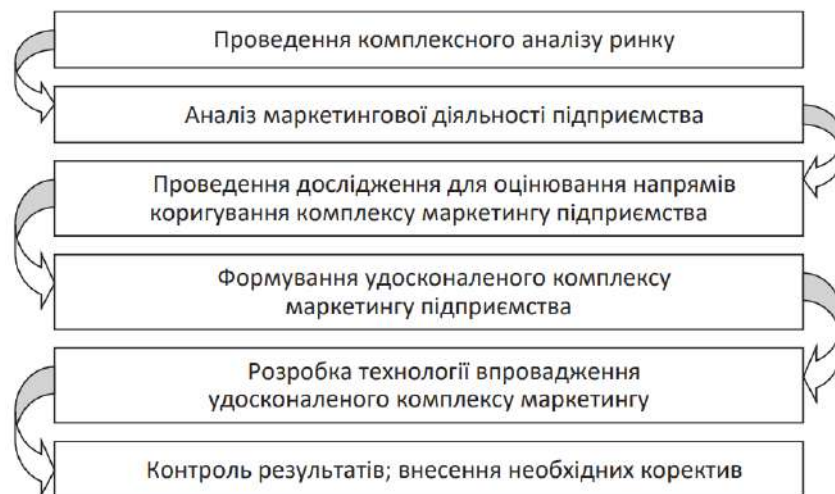 Проведення комплексного аналізу ринку
Аналіз маркетингової діяльності підприємства
Проведення дослідження для оцінювання напрямів
коригування комплексу маркетингу підприємства
Формування удосконаленого комплексу
маркетингу підприємства
Розробка технології впровадження
удосконаленого комплексу маркетингу
Контроль результатів; внесення необхідних коректив